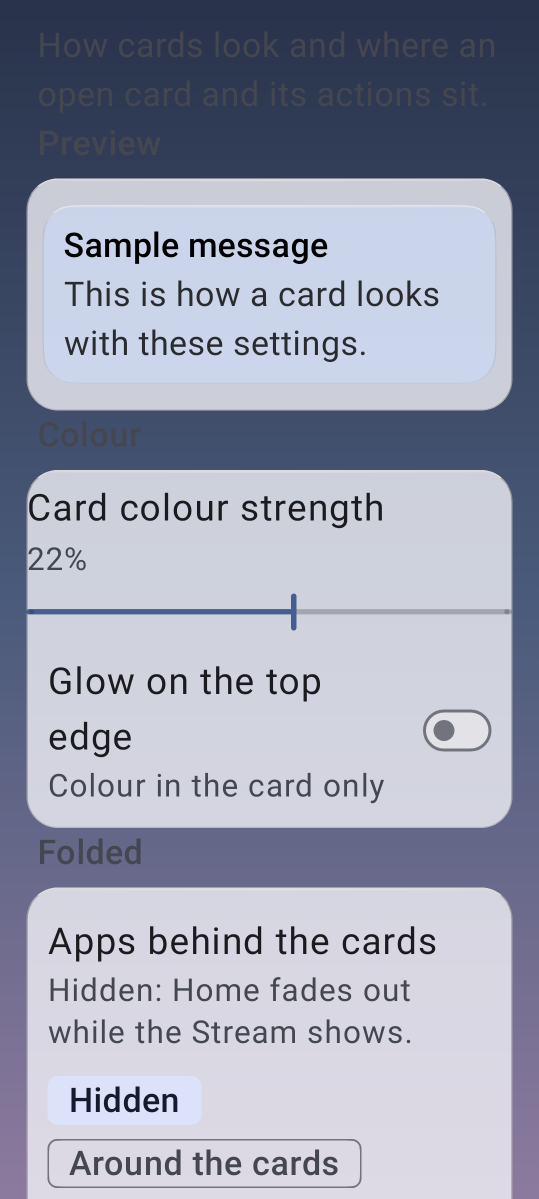 How cards look and where an
open card and its actions sit.
Preview
Sample message
This is how a card looks
with these settings.
Colour
Card colour strength
22%
Glow on the top
edge
Colour in the card only
Folded
Apps behind the cards
Hidden: Home fades out
while the Stream shows.
Hidden
Around the cards